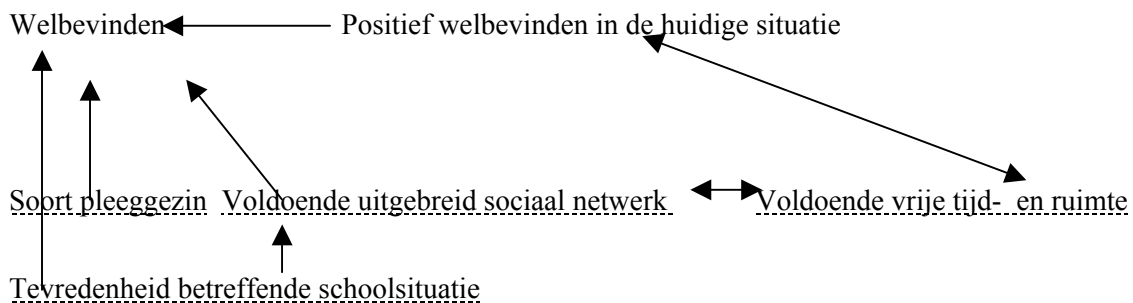 Welbevinden Positief welbevinden in de huidige situatie
Soort pleeggezin Voldoende uitgebreid sociaal netwerk Voldoende vrije tijd- en ruimte
Tevredenheid betreffende schoolsituatie